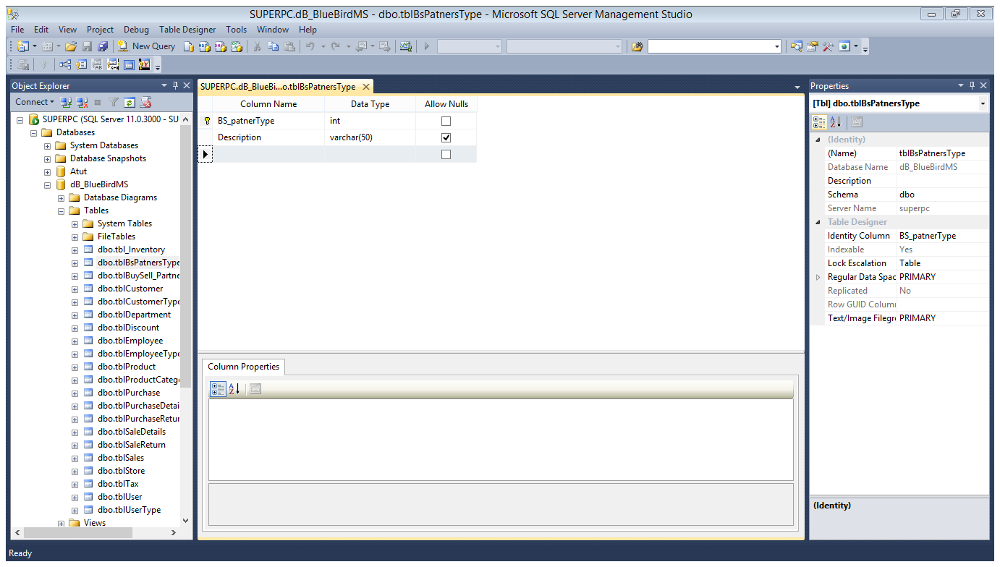 SUPERPC.dB_BlueBirdMS - dbo.tblBsPatnersType - Microsoft SQL Server Management Studio
File Edit View Project Debug Table Designer Tools Window Help
New Query
Object Explorer
Connect
SUPERPC (SQL Server 11.0.3000 - SU
Databases
System Databases
Database Snapshots
Atut
dB_BlueBirdMS
Database Diagrams
Tables
System Tables
FileTables
dbo.tbl_Inventory
dbo.tblBsPatnersType
dbo.tblBuySell_Partne
dbo.tblCustomer
dbo.tblCustomerType
dbo.tblDepartment
dbo.tblDiscount
dbo.tblEmployee
dbo.tblEmployeeType
dbo.tblProduct
dbo.tblProductCatego
dbo.tblPurchase
dbo.tblPurchaseDetai
dbo.tblPurchaseRetur
dbo.tblSaleDetails
dbo.tblSaleReturn
dbo.tblSales
dbo.tblStore
dbo.tblTax
dbo.tblUser
dbo.tblUserType
Views
SUPERPC.dB_BlueBi...o.tblBsPatnersType
Column Name Data Type Allow Nulls
BS_patnerType int
Description varchar(50)
Column Properties
Properties
[Tbl] dbo.tblBsPatnersType
(Identity)
(Name) tblBsPatnersType
Database Name dB_BlueBirdMS
Description
Schema dbo
Server Name superpc
Table Designer
Identity Column BS_patnerType
Indexable Yes
Lock Escalation Table
Regular Data Spac PRIMARY
Replicated No
Row GUID Colum
Text/Image Filegr PRIMARY
(Identity)
Ready